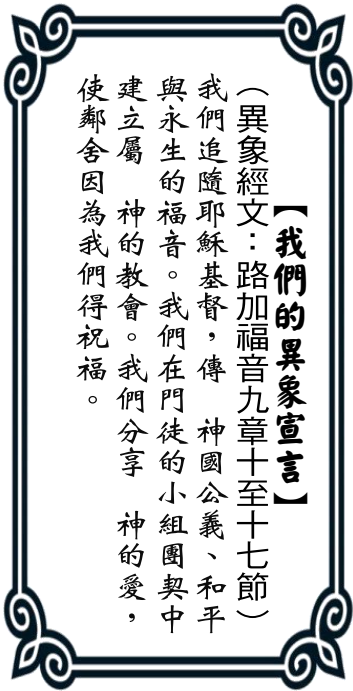 【我們的異象宣言】
（異象經文：路加福音九章十至十七節）
我們追隨耶穌基督，傳　神國公義、和平
與永生的福音。我們在門徒的小組團契中
建立屬　神的教會。我們分享　神的愛，
使鄰舍因為我們得祝福。